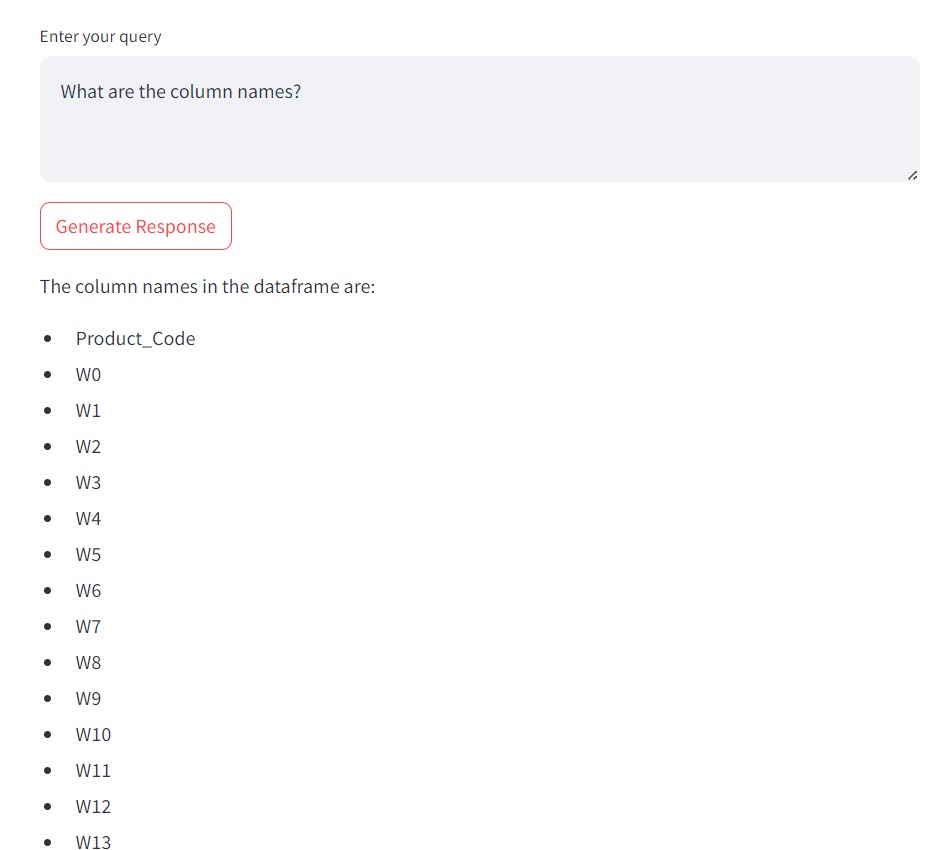 Enter your query
What are the column names?
Generate Response
The column names in the dataframe are:
Product_Code
W0
W1
W2
W3
W4
W5
W6
W7
W8
W9
W10
W11
W12
W13